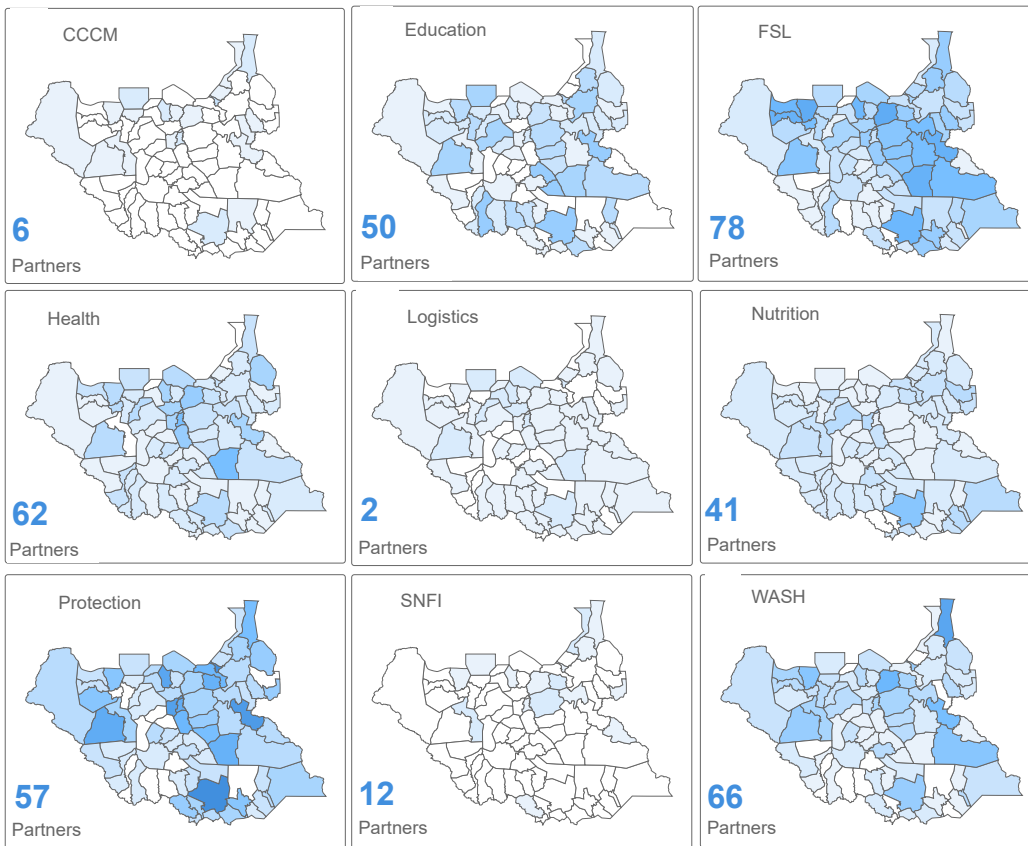 CCCM
6
Partners
Education
50
Partners
FSL
78
Partners
Health
62
Partners
Logistics
2
Partners
Nutrition
41
Partners
Protection
57
Partners
SNFI
12
Partners
WASH
66
Partners